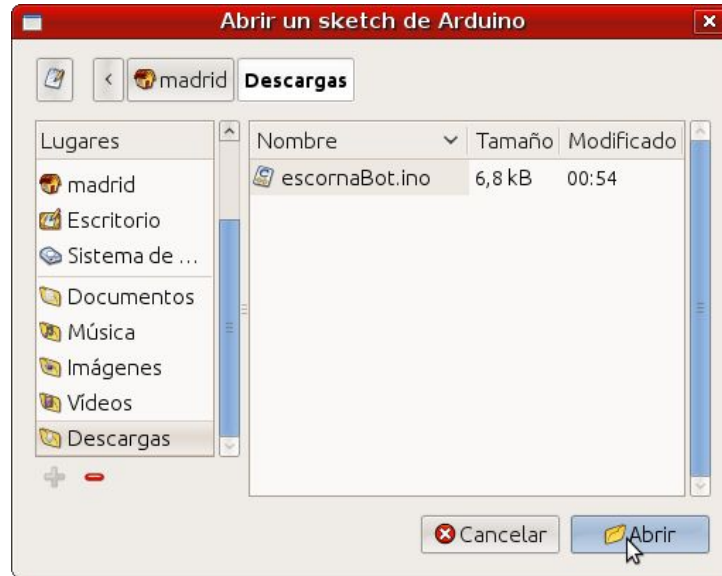 Abrir un sketch de Arduino
madrid Descargas
Lugares
madrid
Escritorio
Sistema de ...
Documentos
Música
Imágenes
Vídeos
Descargas
Nombre Tamaño Modificado
escornaBot.ino 6,8 kB 00:54
Cancelar Abrir